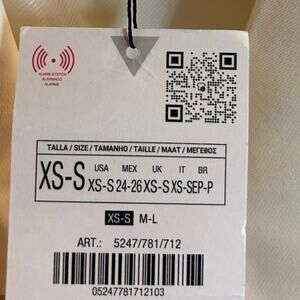 ALARM SYSTEM
ALARMADO
ALARME
TALLA / SIZE / TAMANHO / TAILLE / MAAT / ΜΕΓΕΘΟΣ
XS-S
USA MEX UK IT BR
XS-S 24-26 XS-S XS-S EP-P
XS-S M-L
ART.: 5247/781/712
05247781712103